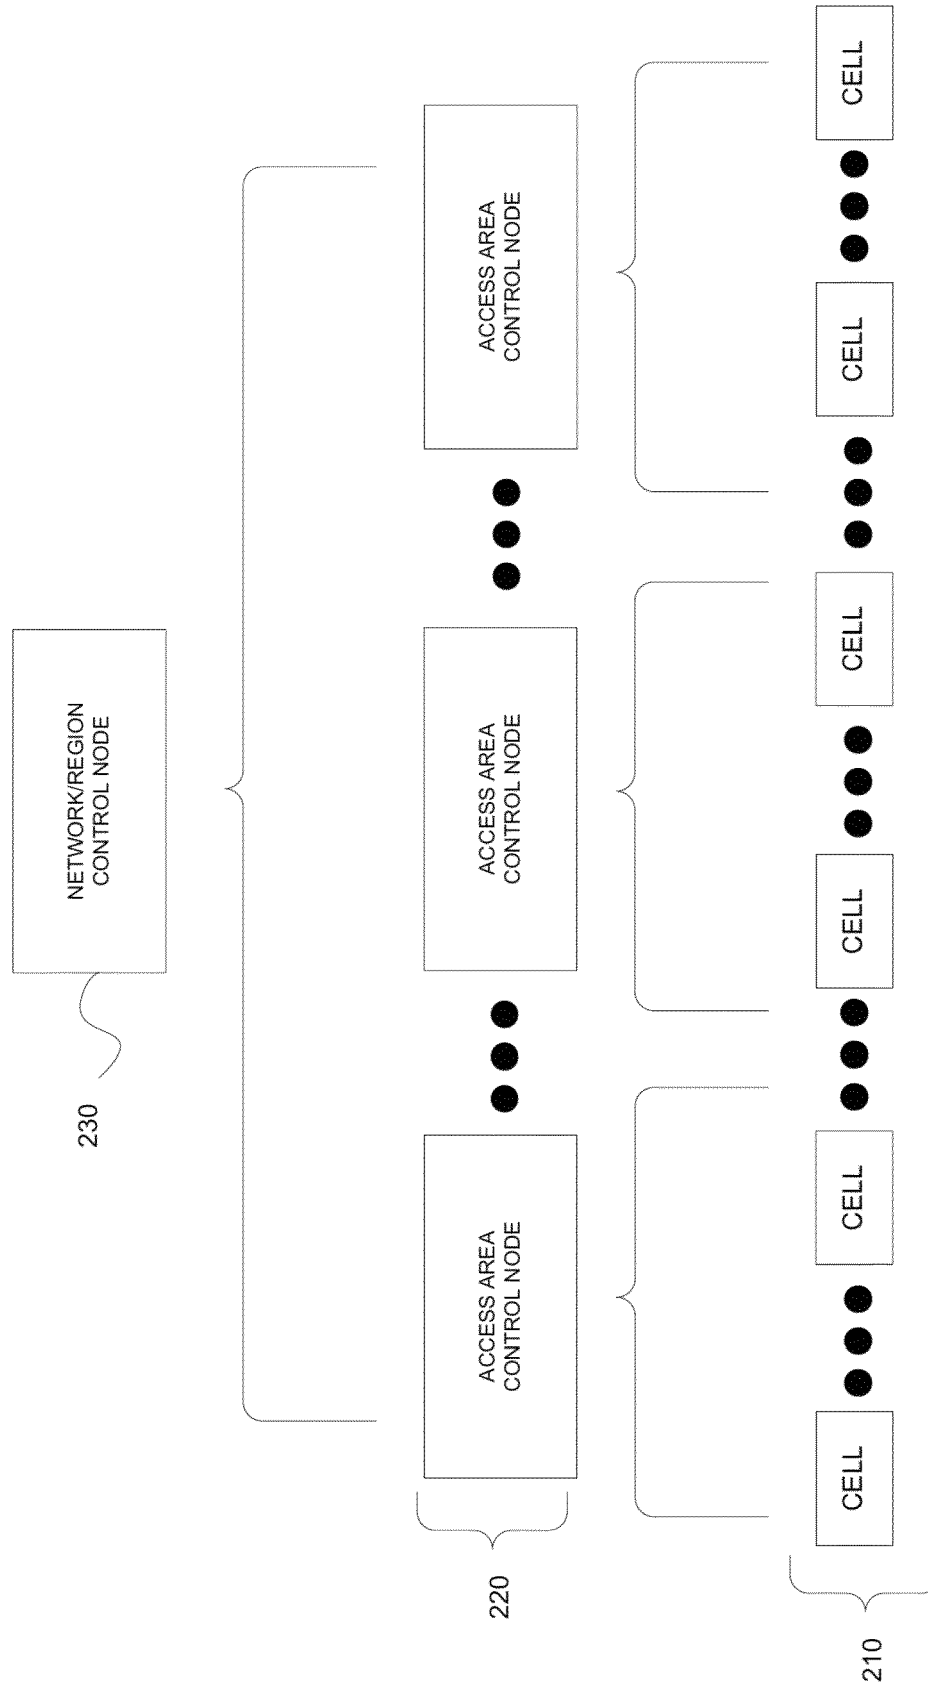 NETWORK/REGION
CONTROL NODE
230
ACCESS AREA
CONTROL NODE
ACCESS AREA
CONTROL NODE
ACCESS AREA
CONTROL NODE
220
CELL
CELL
CELL
CELL
CELL
CELL
210